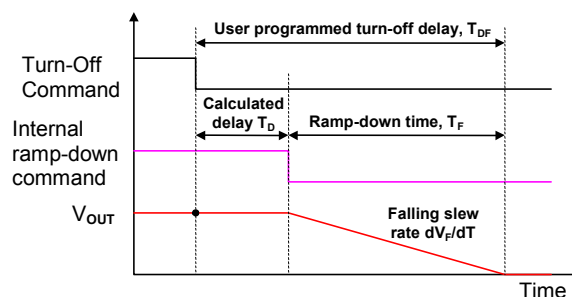 User programmed turn-off delay, TDF
Turn-Off
Command
Calculated
delay TD
Ramp-down time, TF
Internal
ramp-down
command
VOUT
Falling slew
rate dVF/dT
Time